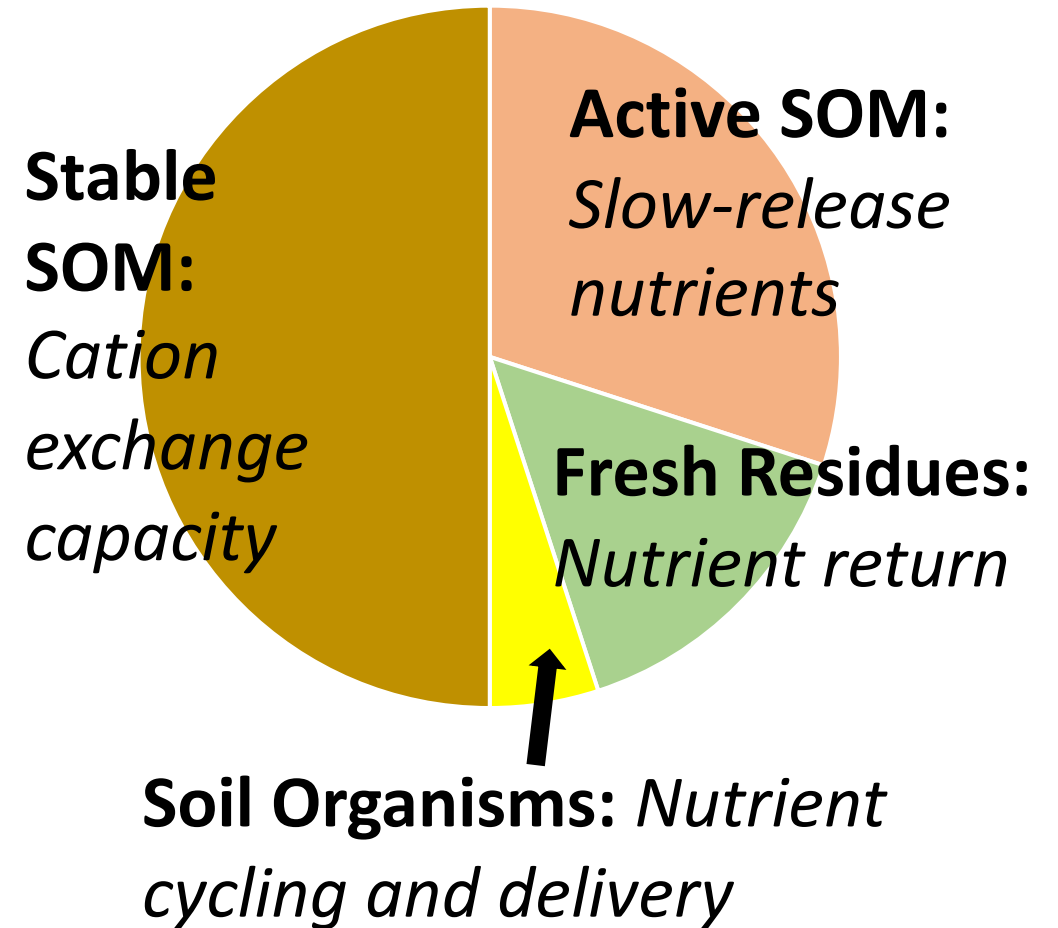 Active SOM:
Slow-release
nutrients
Stable
SOM:
Cation
exchange
capacity
Fresh Residues:
Nutrient return
Soil Organisms: Nutrient
cycling and delivery